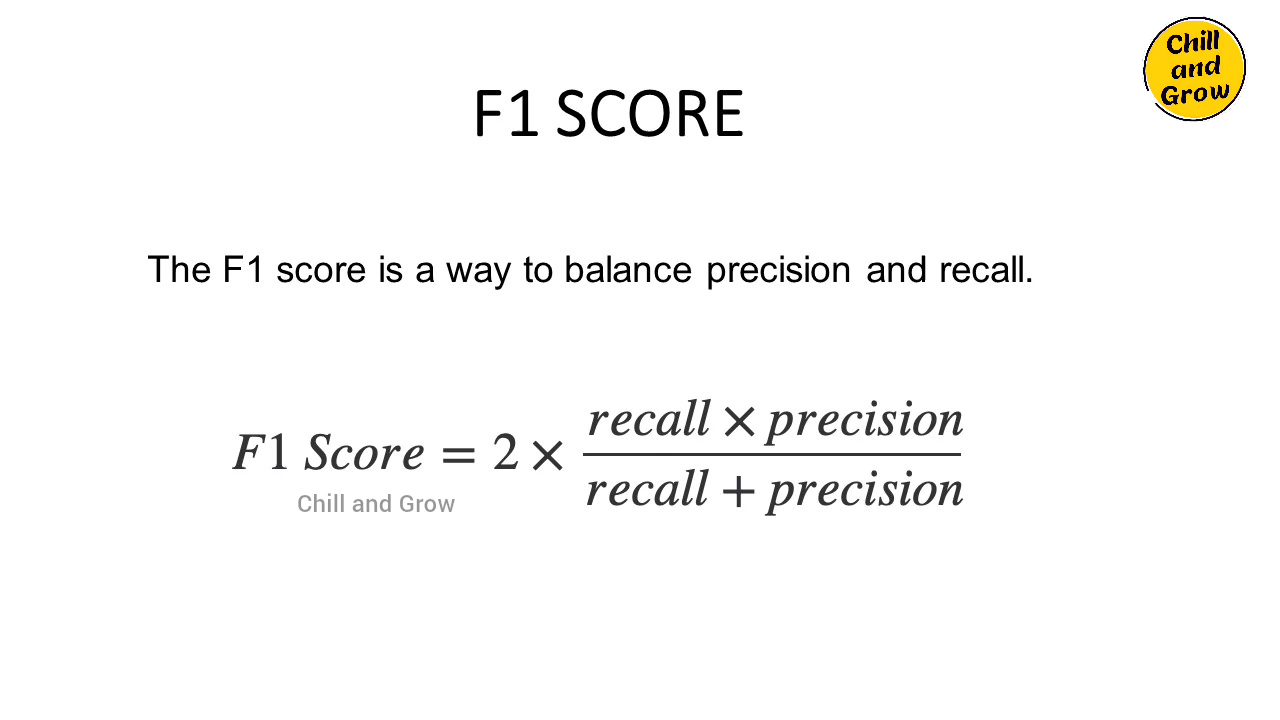 Chill
and
Grow
F1 SCORE
The F1 score is a way to balance precision and recall.
F1 Score = 2 × (recall × precision) / (recall + precision)
Chill and Grow